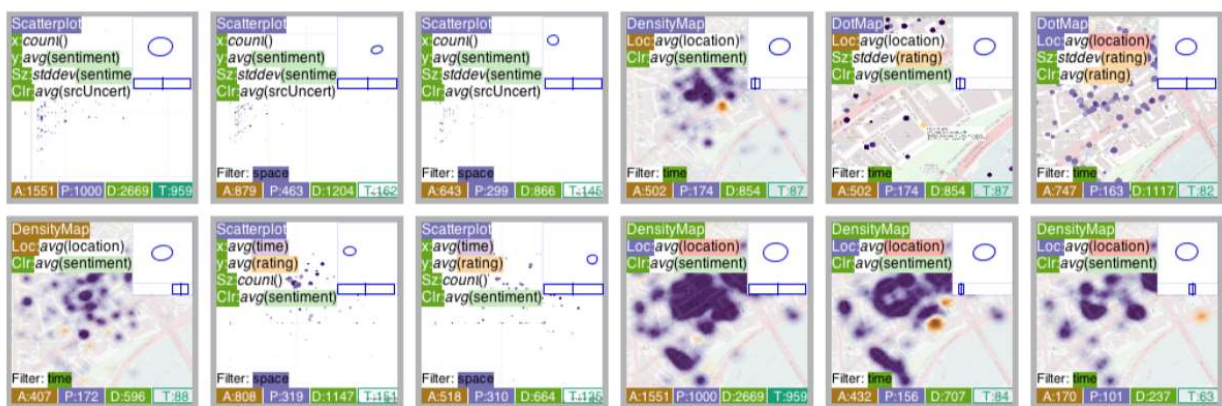 Scatterplot
x: count()
y: avg(sentiment)
Sz: stddev(sentime
Clr: avg(srcUncert)
A:1551 P:1000 D:2669 T:959
Scatterplot
x: count()
y: avg(sentiment)
Sz: stddev(sentime
Clr: avg(srcUncert)
Filter: space
A:879 P:463 D:1204 T:162
Scatterplot
x: count()
y: avg(sentiment)
Sz: stddev(sentime
Clr: avg(srcUncert)
Filter: space
A:643 P:299 D:866 T:145
DensityMap
Loc: avg(location)
Clr: avg(sentiment)
Filter: time
A:502 P:174 D:854 T:87
DotMap
Loc: avg(location)
Sz: stddev(rating)
Clr: avg(sentiment)
Filter: time
A:502 P:174 D:854 T:87
DotMap
Loc: avg(location)
Sz: stddev(rating)
Clr: avg(rating)
Filter: time
A:747 P:163 D:1117 T:82
DensityMap
Loc: avg(location)
Clr: avg(sentiment)
Filter: time
A:407 P:172 D:596 T:88
Scatterplot
x: avg(time)
y: avg(rating)
Sz: count()
Clr: avg(sentiment)
Filter: space
A:808 P:319 D:1147 T:151
Scatterplot
x: avg(time)
y: avg(rating)
Sz: count()
Clr: avg(sentiment)
Filter: space
A:518 P:310 D:664
DensityMap
Loc: avg(location)
Clr: avg(sentiment)
A:1551 P:1000 D:2669 T:959
DensityMap
Loc: avg(location)
Clr: avg(sentiment)
Filter: time
A:432 P:156 D:707 T:84
DensityMap
Loc: avg(location)
Clr: avg(sentiment)
Filter: time
A:170 P:101 D:237 T:63